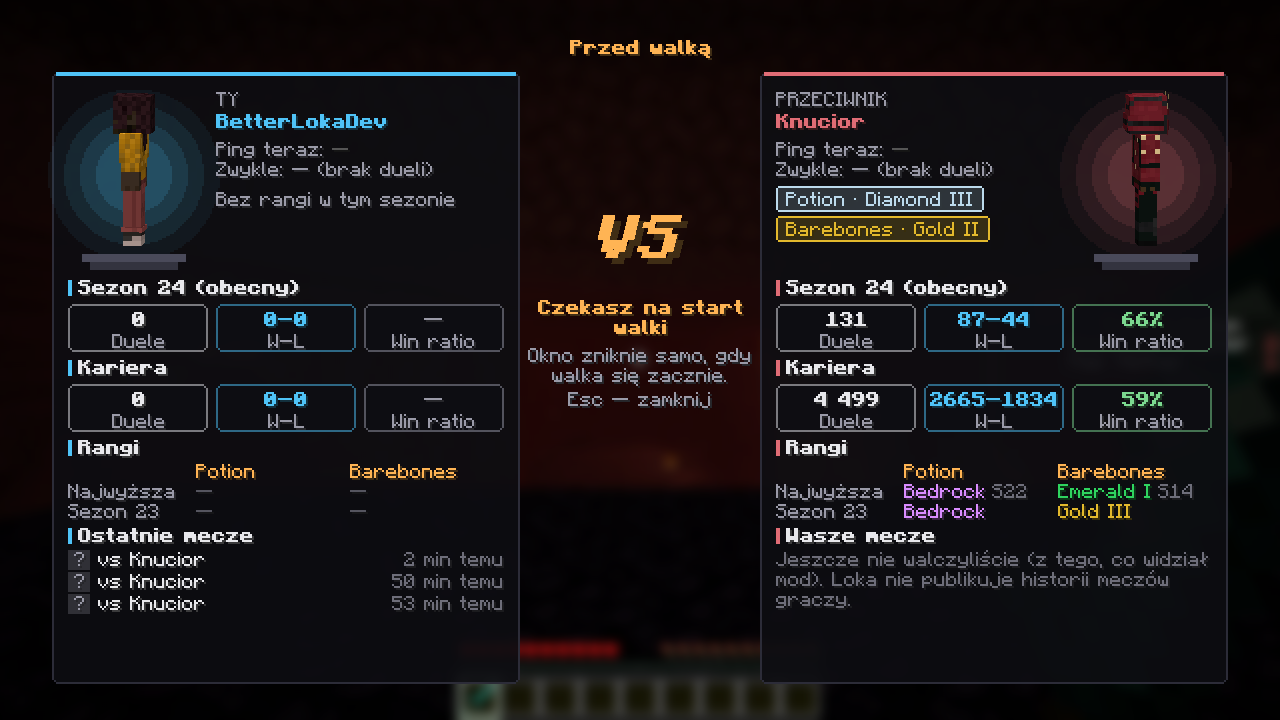 Przed walką
TY
BetterLokaDev
Ping teraz: —
Zwykle: — (brak dueli)
Bez rangi w tym sezonie
Sezon 24 (obecny)
0
Duele
0—0
W—L
—
Win ratio
Kariera
0
Duele
0—0
W—L
—
Win ratio
Rangi
Potion Barebones
Najwyższa — —
Sezon 23 — —
Ostatnie mecze
? vs Knucior 2 min temu
? vs Knucior 50 min temu
? vs Knucior 53 min temu
VS
Czekasz na start
walki
Okno zniknie samo, gdy
walka się zacznie.
Esc — zamknij
PRZECIWNIK
Knucior
Ping teraz: —
Zwykle: — (brak dueli)
Potion · Diamond III
Barebones · Gold II
Sezon 24 (obecny)
131
Duele
87—44
W—L
66%
Win ratio
Kariera
4 499
Duele
2665—1834
W—L
59%
Win ratio
Rangi
Potion Barebones
Najwyższa Bedrock S22 Emerald I S14
Sezon 23 Bedrock Gold III
Wasze mecze
Jeszcze nie walczyliście (z tego, co widział
mod). Loka nie publikuje historii meczów
graczy.